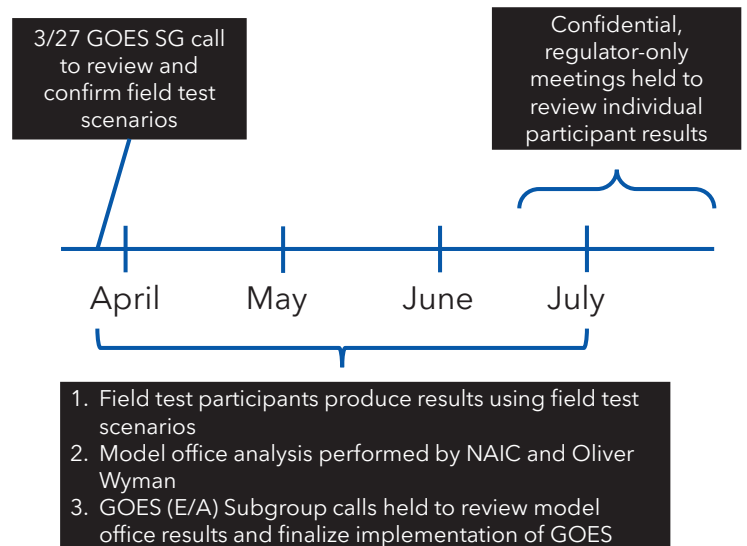 3/27 GOES SG call
to review and
confirm field test
scenarios
Confidential,
regulator-only
meetings held to
review individual
participant results
April
May
June
July
1. Field test participants produce results using field test
scenarios
2. Model office analysis performed by NAIC and Oliver
Wyman
3. GOES (E/A) Subgroup calls held to review model
office results and finalize implementation of GOES